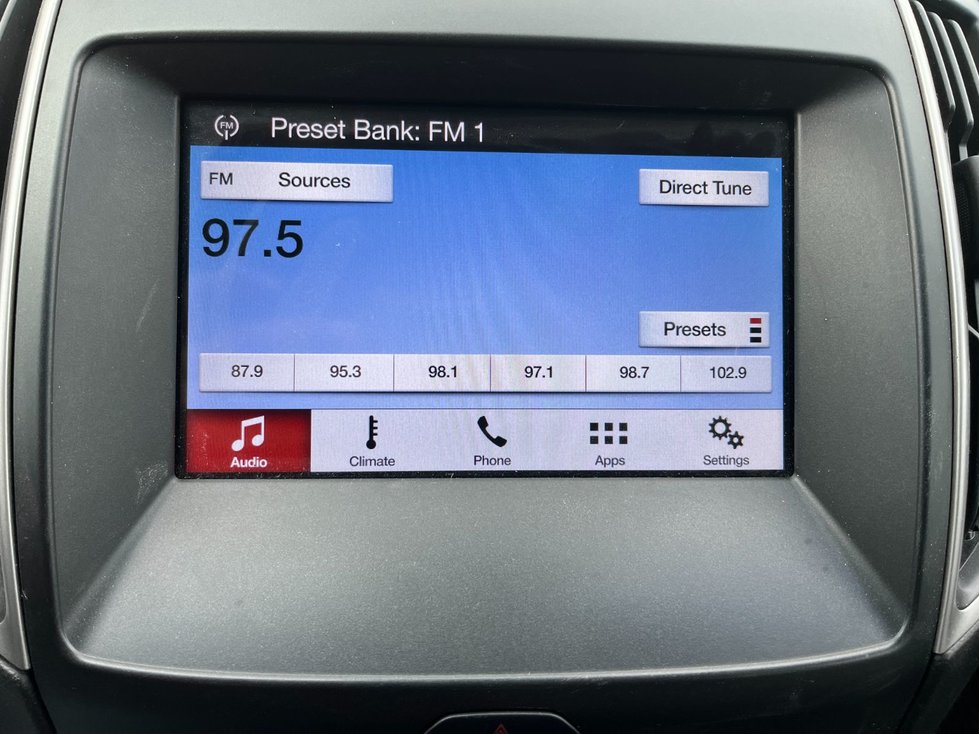 FM Preset Bank: FM 1
FM Sources Direct Tune
97.5
Presets
87.9 95.3 98.1 97.1 98.7 102.9
Audio Climate Phone Apps Settings